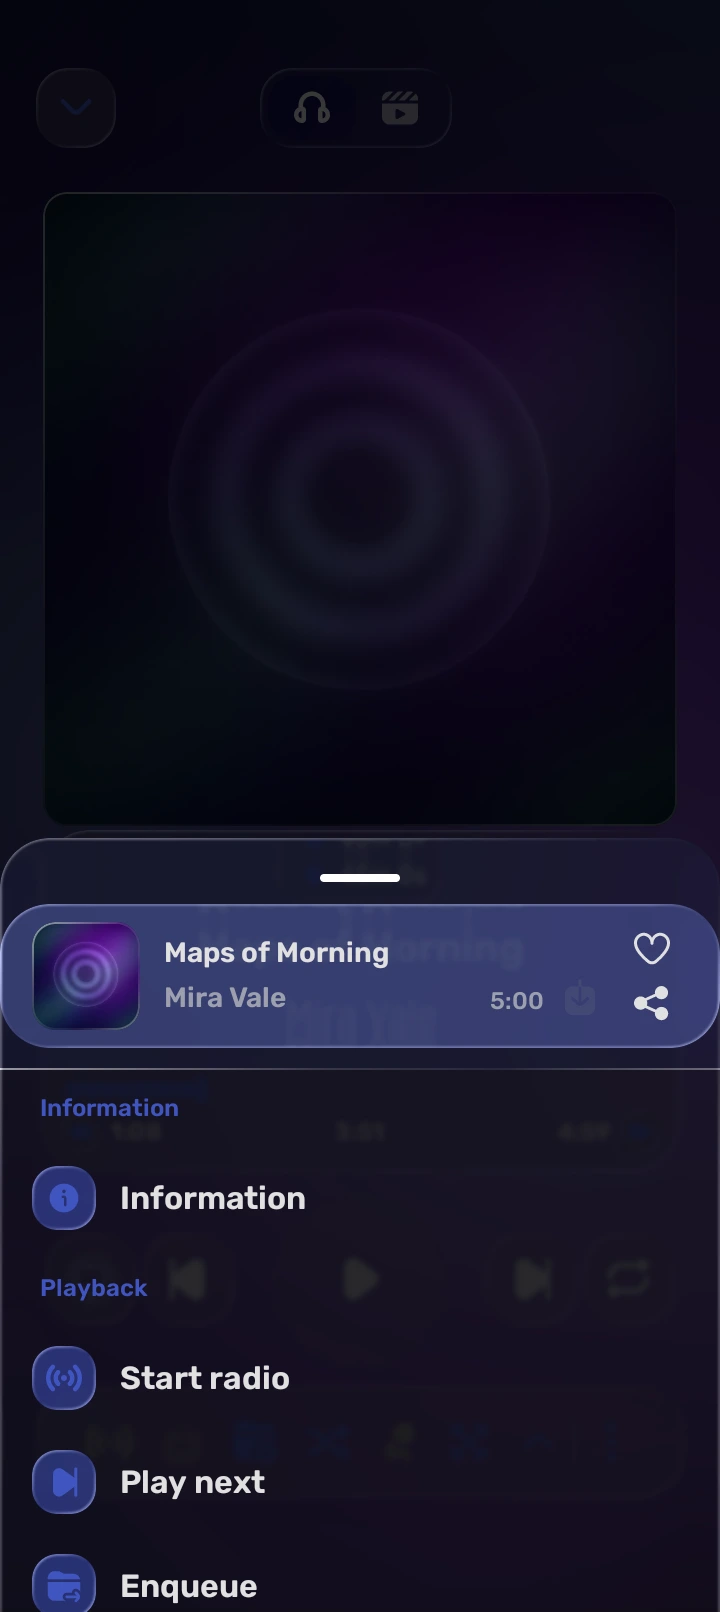 Maps of Morning
Mira Vale
5:00
Information
Information
Playback
Start radio
Play next
Enqueue